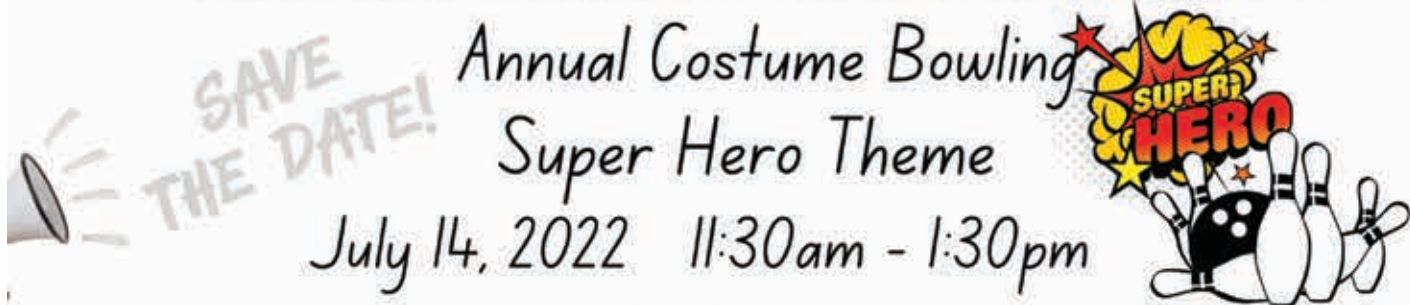 SAVE
THE DATE!
Annual Costume Bowling
Super Hero Theme
July 14, 2022 11:30am - 1:30pm
SUPER
HERO